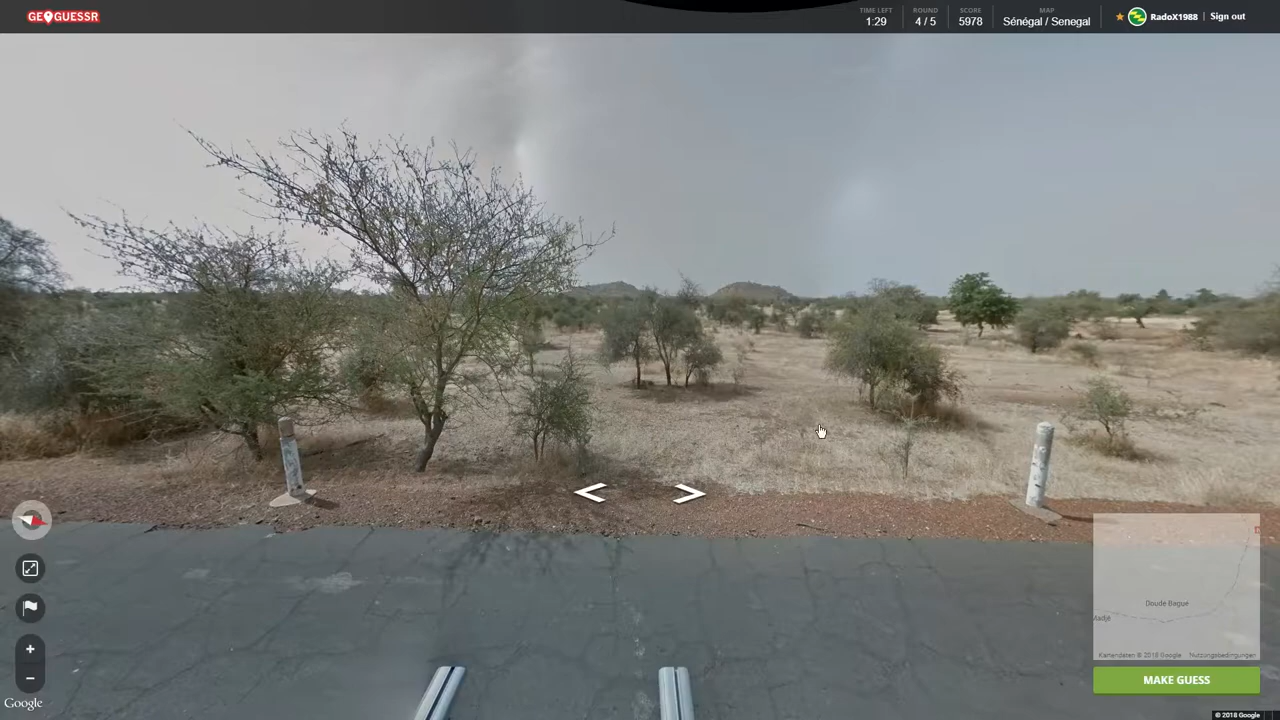 GEOGUESSR
TIME LEFT
1:29
ROUND
4 / 5
SCORE
5978
MAP
Sénégal / Senegal
RadoX1988
Sign out
Doude Bague
Madjé
Kartendaten © 2018 Google
Nutzungsbedingungen
MAKE GUESS
Google
© 2018 Google